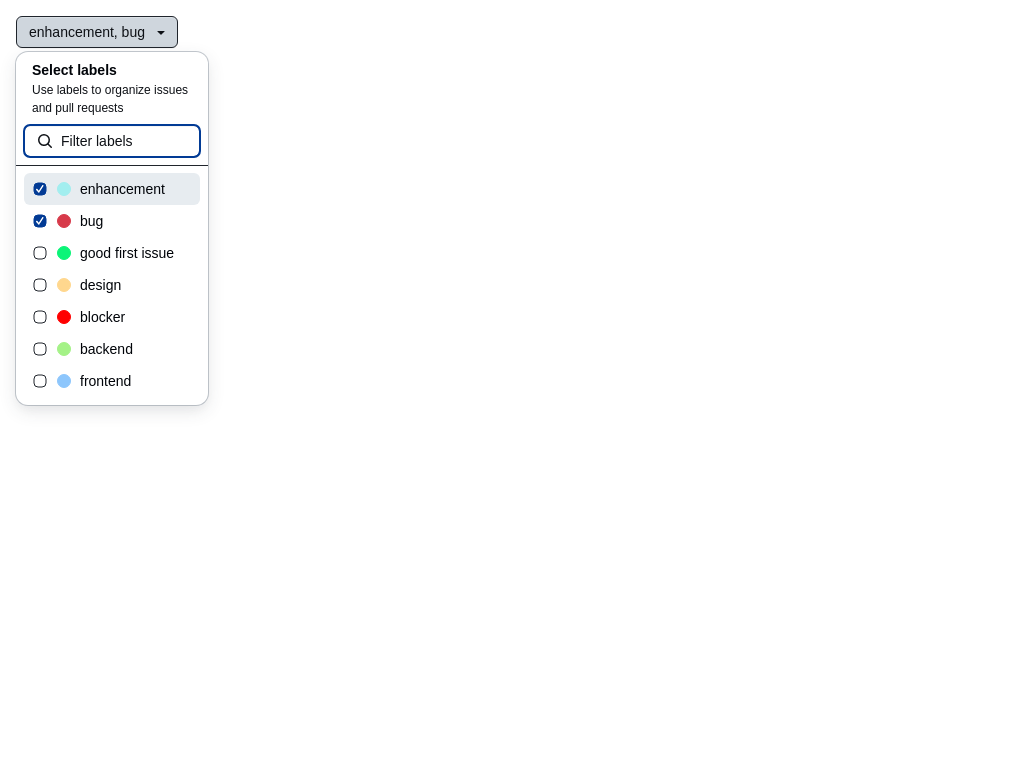 enhancement, bug
Select labels
Use labels to organize issues
and pull requests
Filter labels
enhancement
bug
good first issue
design
blocker
backend
frontend